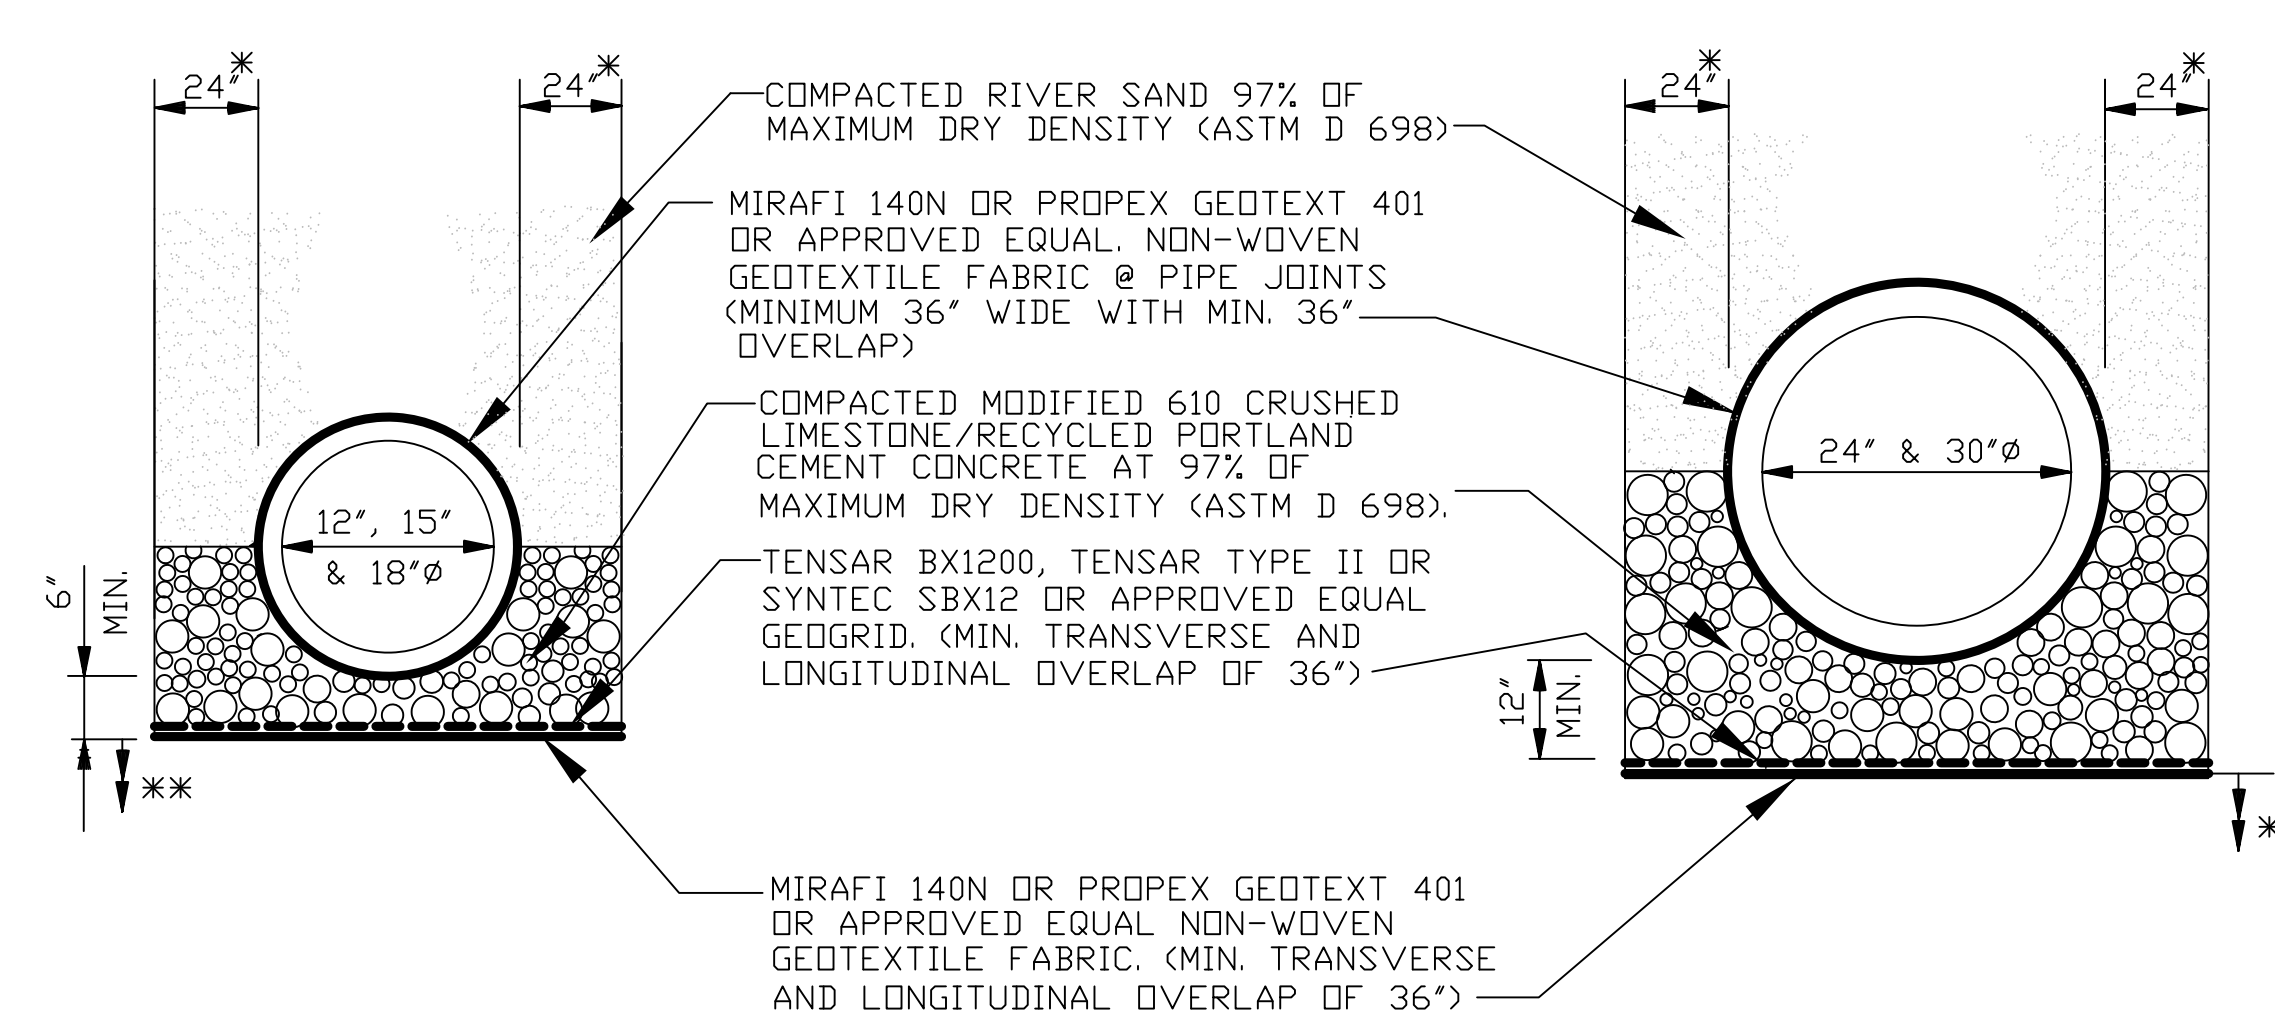 24"*
24"*
24"*
24"*
COMPACTED RIVER SAND 97% OF
MAXIMUM DRY DENSITY (ASTM D 698)
MIRAFI 140N OR PROPEX GEOTEXT 401
OR APPROVED EQUAL. NON-WOVEN
GEOTEXTILE FABRIC @ PIPE JOINTS
(MINIMUM 36" WIDE WITH MIN. 36"
OVERLAP)
COMPACTED MODIFIED 610 CRUSHED
LIMESTONE/RECYCLED PORTLAND
CEMENT CONCRETE AT 97% OF
MAXIMUM DRY DENSITY (ASTM D 698).
TENSAR BX1200, TENSAR TYPE II OR
SYNTEC SBX12 OR APPROVED EQUAL
GEOGRID. (MIN. TRANSVERSE AND
LONGITUDINAL OVERLAP OF 36")
12", 15"
& 18"Ø
24" & 30"Ø
6"
MIN.
12"
MIN.
**
*
MIRAFI 140N OR PROPEX GEOTEXT 401
OR APPROVED EQUAL NON-WOVEN
GEOTEXTILE FABRIC. (MIN. TRANSVERSE
AND LONGITUDINAL OVERLAP OF 36")